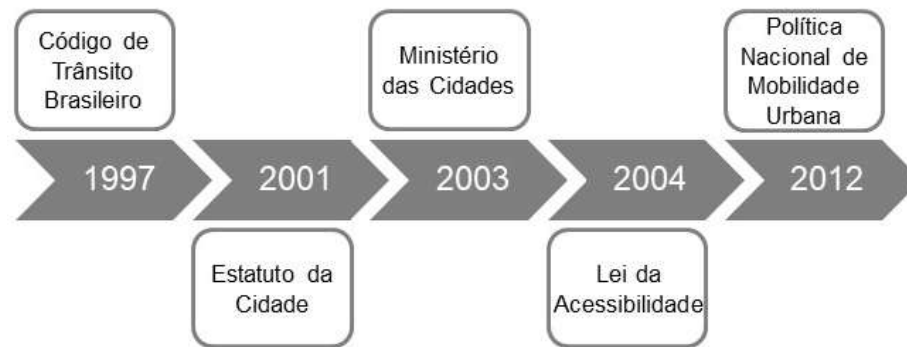 Código de
Trânsito
Brasileiro
Ministério
das Cidades
Política
Nacional de
Mobilidade
Urbana
1997
2001
2003
2004
2012
Estatuto da
Cidade
Lei da
Acessibilidade